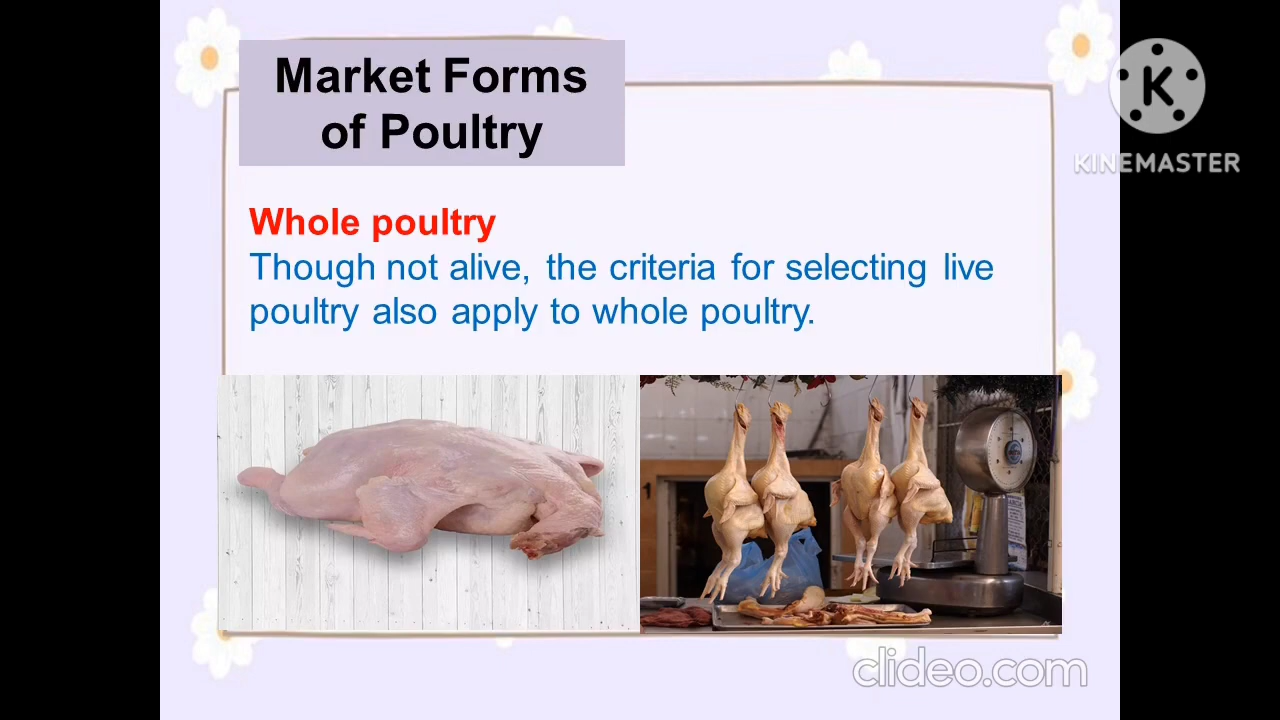 Market Forms
of Poultry
K
KINEMASTER
Whole poultry
Though not alive, the criteria for selecting live
poultry also apply to whole poultry.
clideo.com